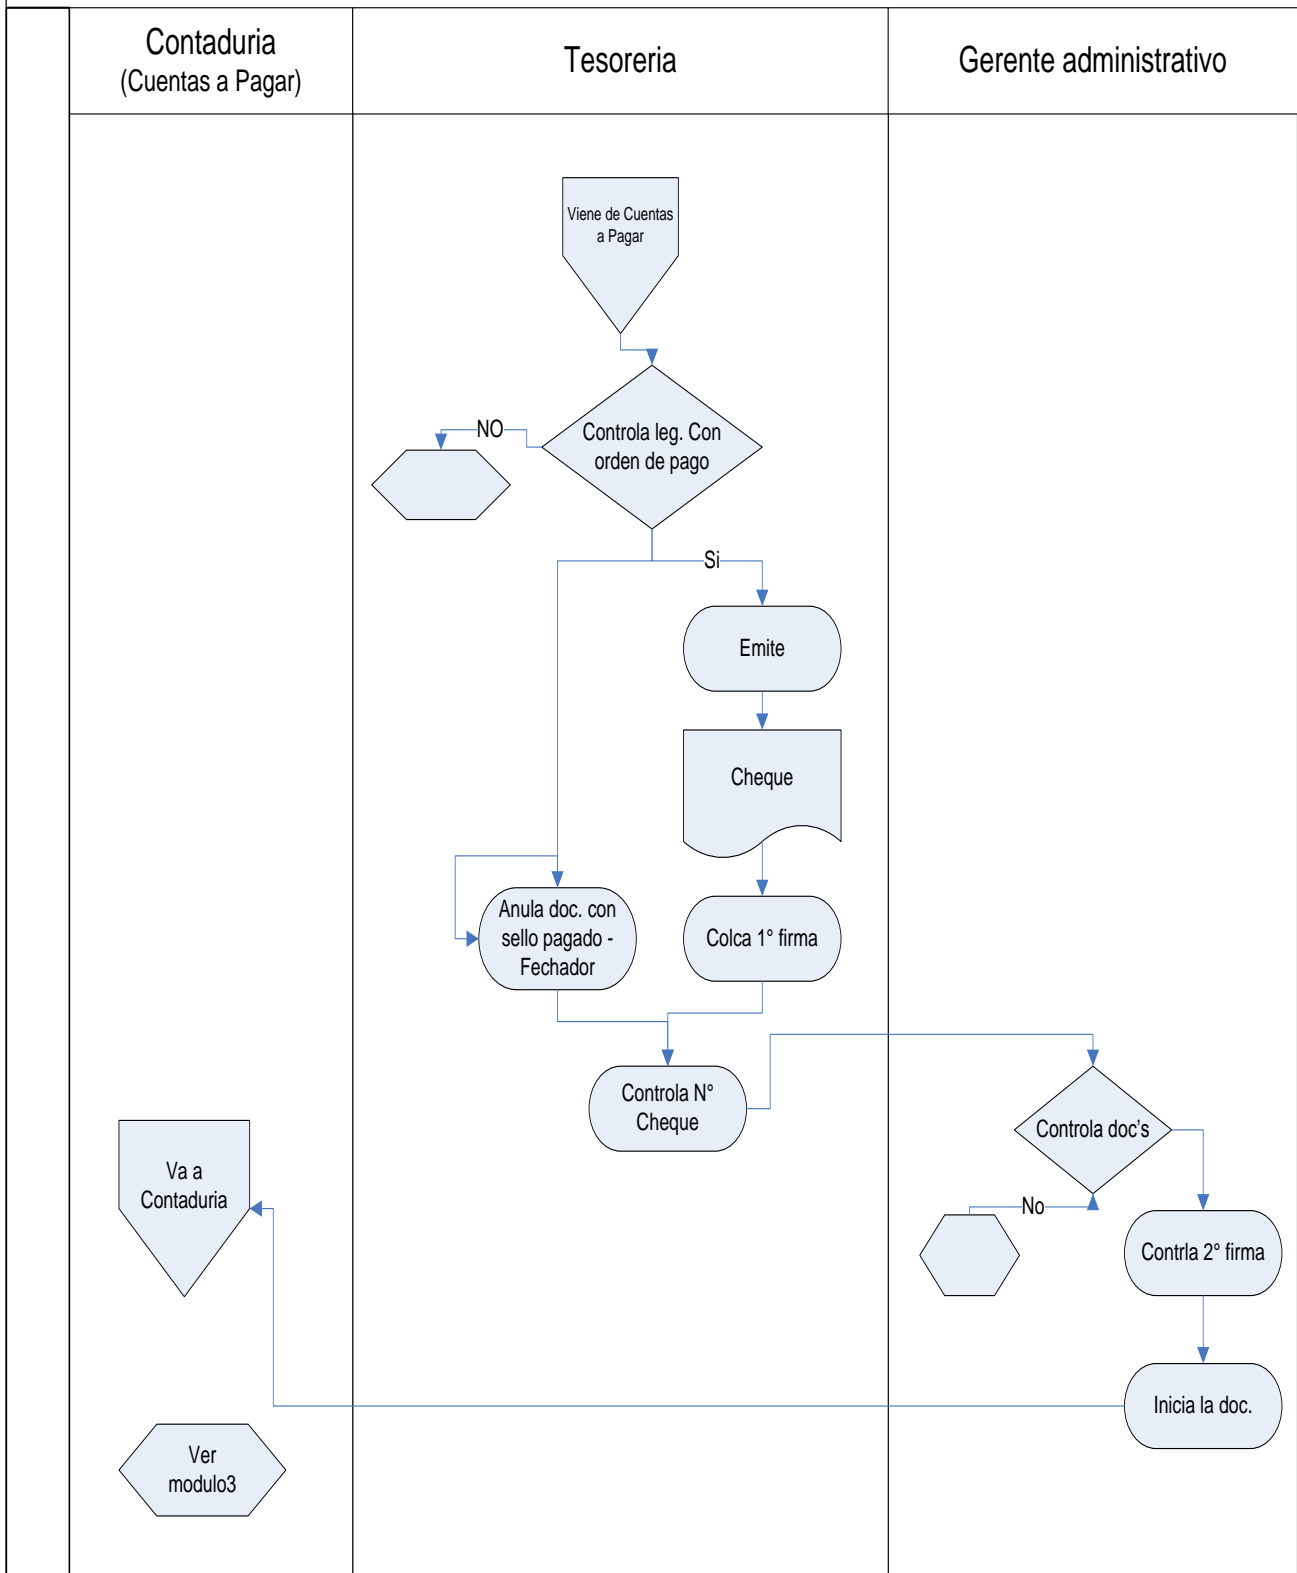 Contaduria
(Cuentas a Pagar)
Tesoreria
Gerente administrativo
Viene de Cuentas
a Pagar
NO
Controla leg. Con
orden de pago
Si
Emite
Cheque
Anula doc. con
sello pagado -
Fechador
Colca 1° firma
Controla N°
Cheque
Controla doc's
Va a
Contaduria
No
Contrla 2° firma
Inicia la doc.
Ver
modulo3